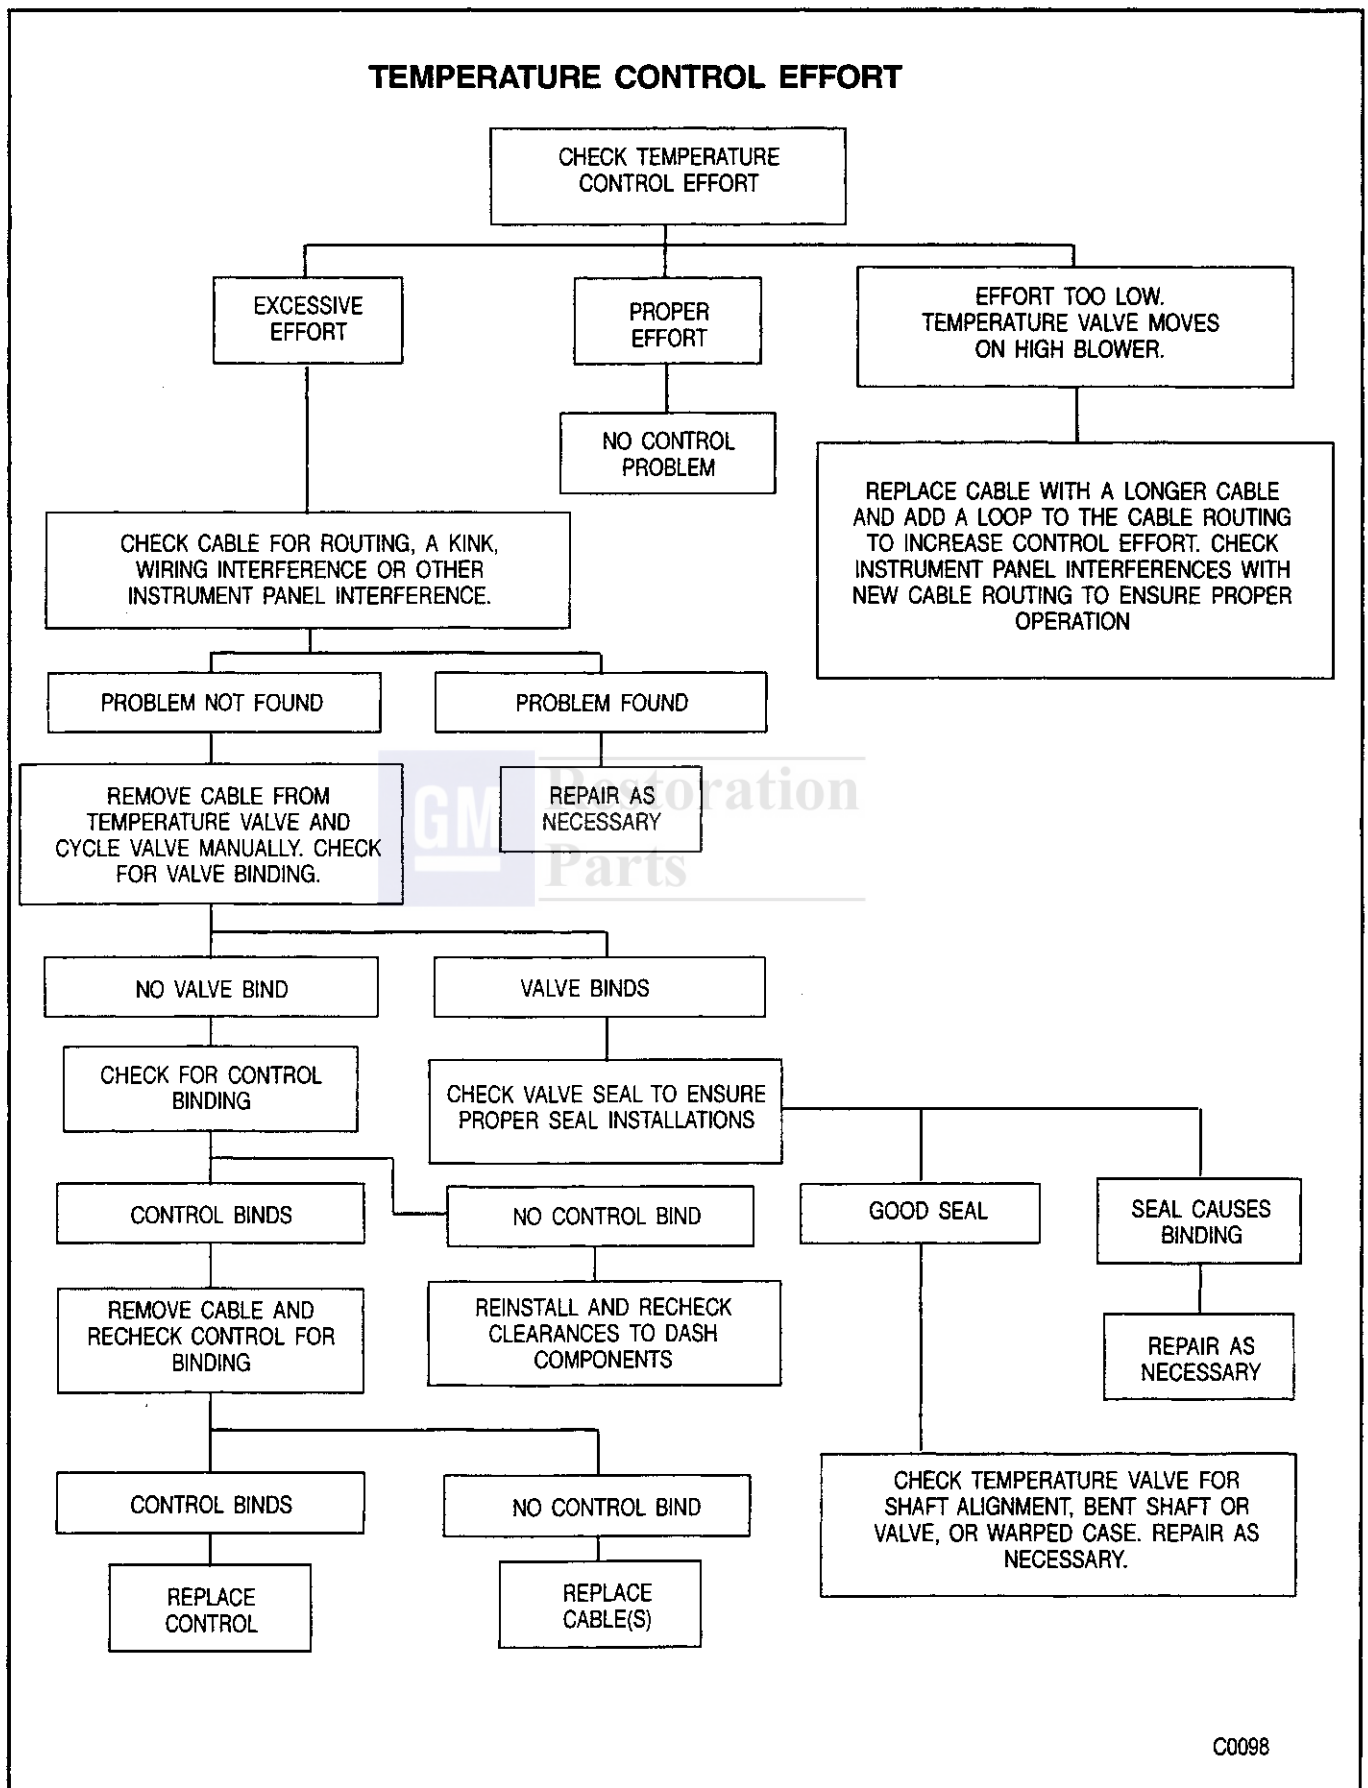 TEMPERATURE CONTROL EFFORT
CHECK TEMPERATURE
CONTROL EFFORT
EXCESSIVE
EFFORT
PROPER
EFFORT
EFFORT TOO LOW.
TEMPERATURE VALVE MOVES
ON HIGH BLOWER.
NO CONTROL
PROBLEM
REPLACE CABLE WITH A LONGER CABLE
AND ADD A LOOP TO THE CABLE ROUTING
TO INCREASE CONTROL EFFORT. CHECK
INSTRUMENT PANEL INTERFERENCES WITH
NEW CABLE ROUTING TO ENSURE PROPER
OPERATION
CHECK CABLE FOR ROUTING, A KINK,
WIRING INTERFERENCE OR OTHER
INSTRUMENT PANEL INTERFERENCE.
PROBLEM NOT FOUND
PROBLEM FOUND
REMOVE CABLE FROM
TEMPERATURE VALVE AND
CYCLE VALVE MANUALLY. CHECK
FOR VALVE BINDING.
REPAIR AS
NECESSARY
GM
Restoration
Parts
NO VALVE BIND
VALVE BINDS
CHECK FOR CONTROL
BINDING
CHECK VALVE SEAL TO ENSURE
PROPER SEAL INSTALLATIONS
CONTROL BINDS
NO CONTROL BIND
GOOD SEAL
SEAL CAUSES
BINDING
REMOVE CABLE AND
RECHECK CONTROL FOR
BINDING
REINSTALL AND RECHECK
CLEARANCES TO DASH
COMPONENTS
REPAIR AS
NECESSARY
CONTROL BINDS
NO CONTROL BIND
CHECK TEMPERATURE VALVE FOR
SHAFT ALIGNMENT, BENT SHAFT OR
VALVE, OR WARPED CASE. REPAIR AS
NECESSARY.
REPLACE
CONTROL
REPLACE
CABLE(S)
C0098